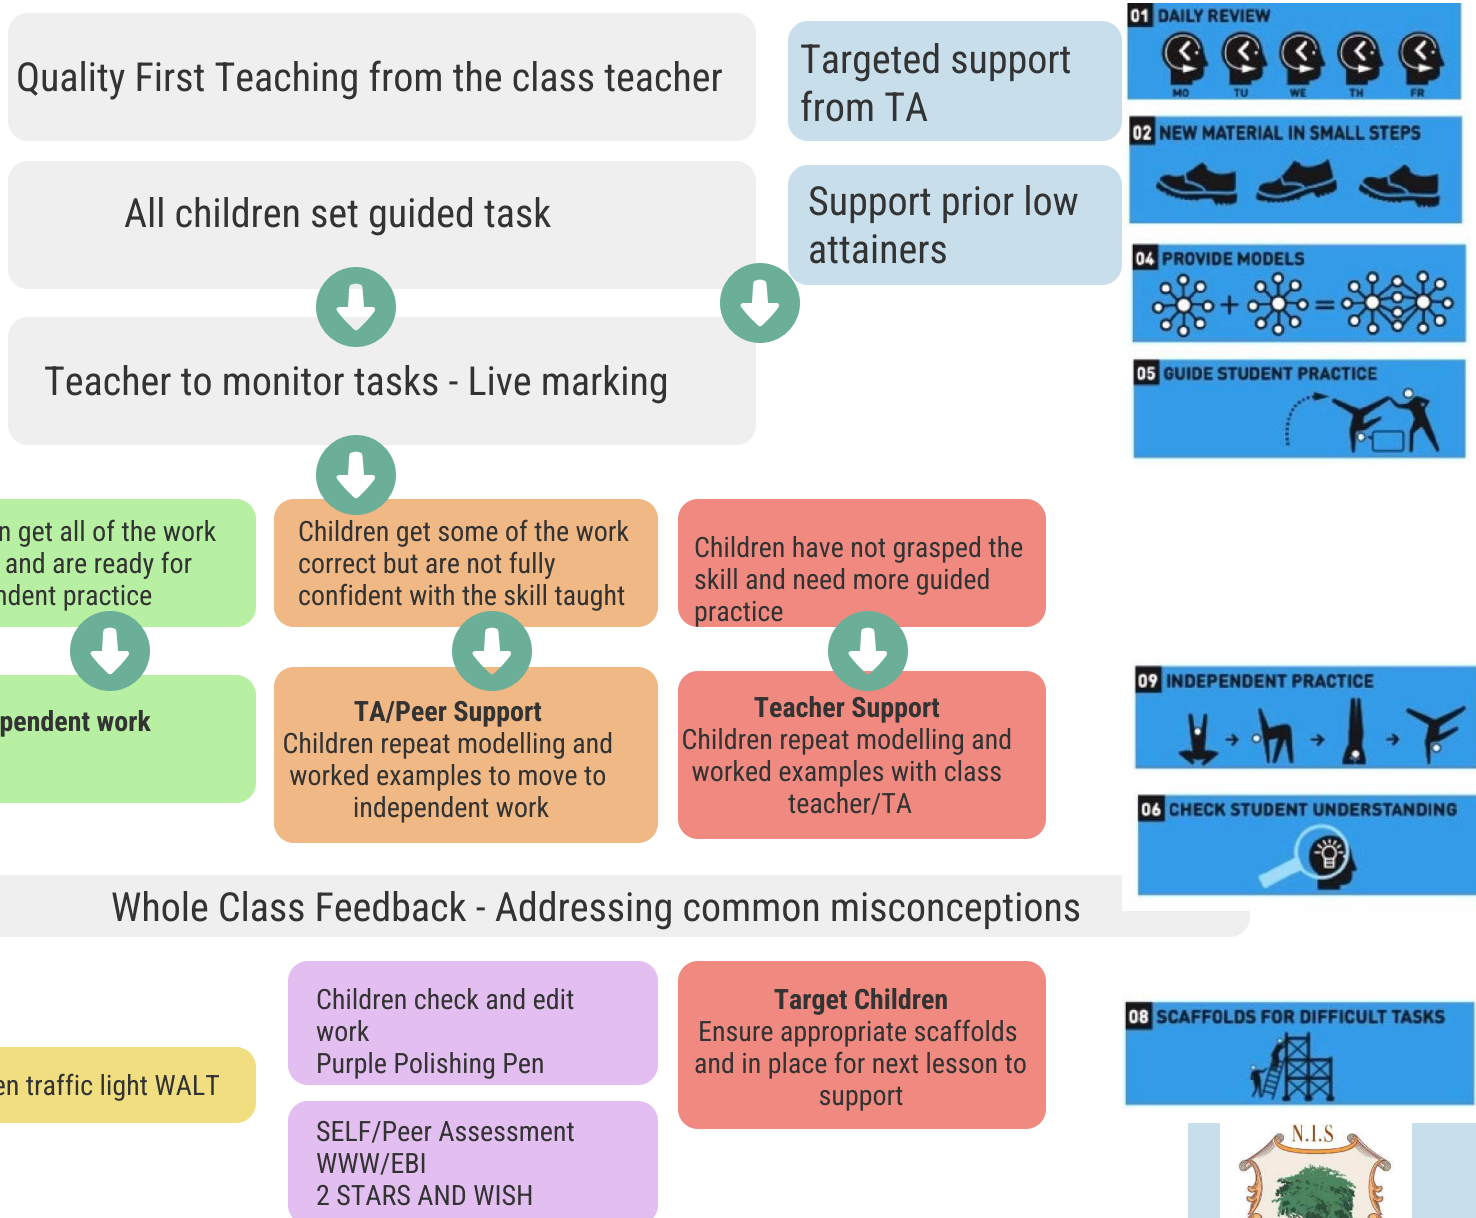 Quality First Teaching from the class teacher
Targeted support
from TA
All children set guided task
Support prior low
attainers
Teacher to monitor tasks - Live marking
n get all of the work
and are ready for
ndent practice
Children get some of the work
correct but are not fully
confident with the skill taught
Children have not grasped the
skill and need more guided
practice
pendent work
TA/Peer Support
Children repeat modelling and
worked examples to move to
independent work
Teacher Support
Children repeat modelling and
worked examples with class
teacher/TA
Whole Class Feedback - Addressing common misconceptions
en traffic light WALT
Children check and edit
work
Purple Polishing Pen
SELF/Peer Assessment
WWW/EBI
2 STARS AND WISH
Target Children
Ensure appropriate scaffolds
and in place for next lesson to
support
01 DAILY REVIEW
MO TU WE TH FR
02 NEW MATERIAL IN SMALL STEPS
04 PROVIDE MODELS
05 GUIDE STUDENT PRACTICE
09 INDEPENDENT PRACTICE
06 CHECK STUDENT UNDERSTANDING
08 SCAFFOLDS FOR DIFFICULT TASKS
N.I.S